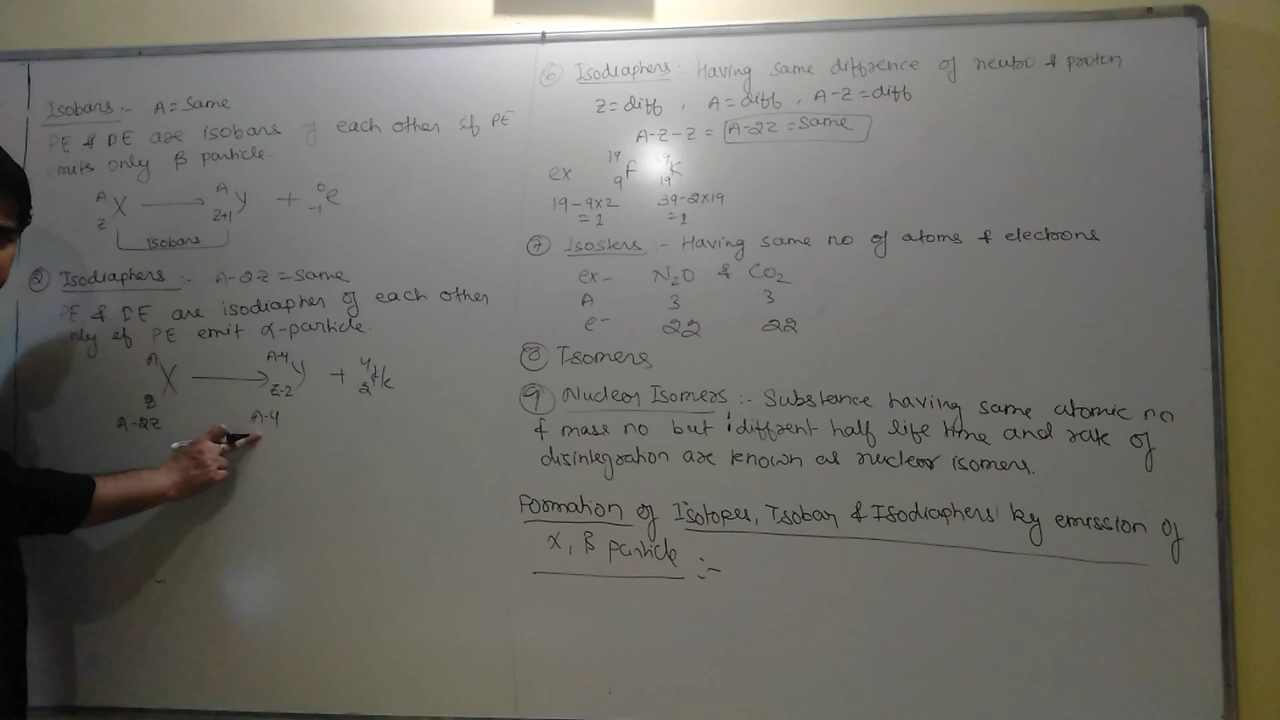 Isobars :- A = Same
PE & DE are isobars of each other if PE
emits only β particle.
A A 0
X ⟶ Y + e
Z Z+1 -1
isobars
② Isodiaphers :- A-2Z = Same
PE & DE are isodiapher of each other
only if PE emit α-particle.
A A-4 4
X ⟶ Y + He
Z Z-2 2
A-2Z A-4
⑥ Isodiaphers : Having same diffrence of neutro & proton
Z = diff , A = diff , A-Z = diff
A-Z-Z = A-2Z = Same
ex 19 F 39 K
9 19
19-9x2 39-2x19
=1 =1
⑦ Isosters :- Having same no of atoms & electrons
ex- N₂O & CO₂
A 3 3
e⁻ 22 22
⑧ Isomers
⑨ Nuclear Isomers :- Substance having same atomic no
& mass no but diffrent half life time and rate of
disintegration are known as nuclear isomers.
Formation of Isotopes, Isobar & Isodiaphers by emission of
α, β particle :-